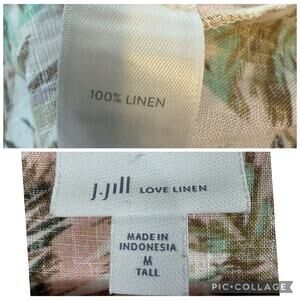 100% LINEN
J.Jill LOVE LINEN
MADE IN
INDONESIA
M
TALL
PIC•COLLAGE